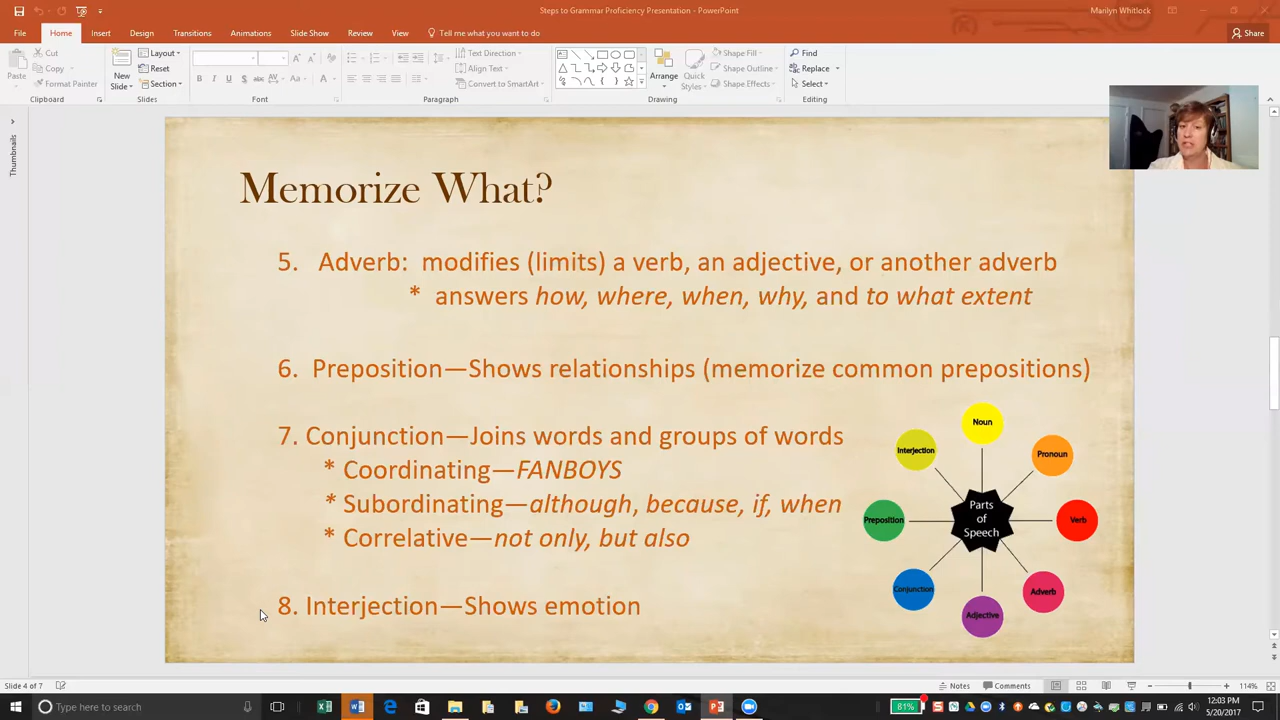 Steps to Grammar Proficiency Presentation - PowerPoint
Marilyn Whitlock
File Home Insert Draw Design Transitions Animations Slide Show Review View Tell me what you want to do Share
Paste
Cut
Copy
Format Painter
Clipboard
New Slide
Layout
Reset
Section
Slides
B I U S
Font
Text Direction
Align Text
Convert to SmartArt
Paragraph
Arrange
Quick Styles
Shape Fill
Shape Outline
Shape Effects
Drawing
Find
Replace
Select
Editing
Thumbnails
Memorize What?
5. Adverb: modifies (limits) a verb, an adjective, or another adverb
* answers how, where, when, why, and to what extent
6. Preposition—Shows relationships (memorize common prepositions)
7. Conjunction—Joins words and groups of words
* Coordinating—FANBOYS
* Subordinating—although, because, if, when
* Correlative—not only, but also
8. Interjection—Shows emotion
Noun
Interjection
Pronoun
Preposition
Parts of Speech
Verb
Conjunction
Adverb
Adjective
Slide 4 of 7
Notes
Comments
114%
Type here to search
81%
12:03 PM
5/20/2017